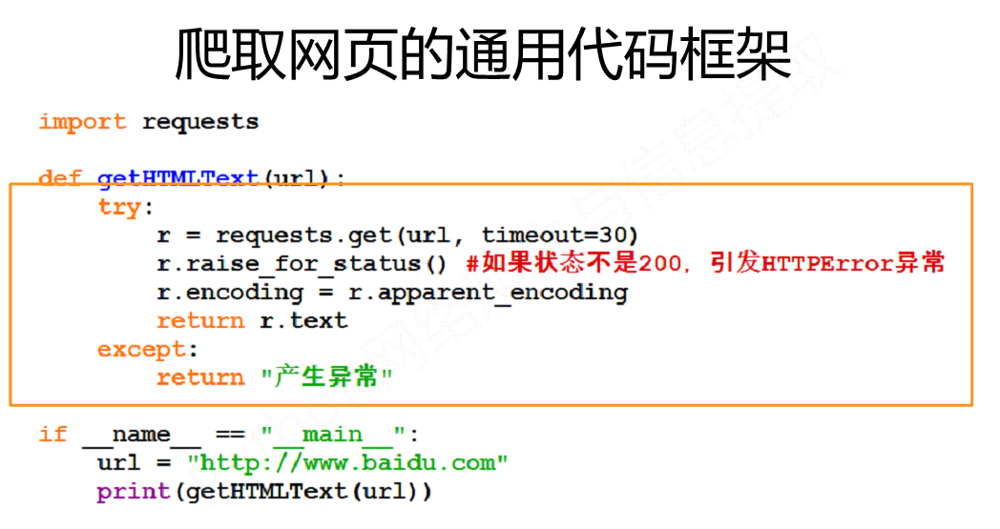 爬取网页的通用代码框架
import requests
def getHTMLText(url):
try:
r = requests.get(url, timeout=30)
r.raise_for_status() #如果状态不是200，引发HTTPError异常
r.encoding = r.apparent_encoding
return r.text
except:
return "产生异常"
if __name__ == "__main__":
url = "http://www.baidu.com"
print(getHTMLText(url))